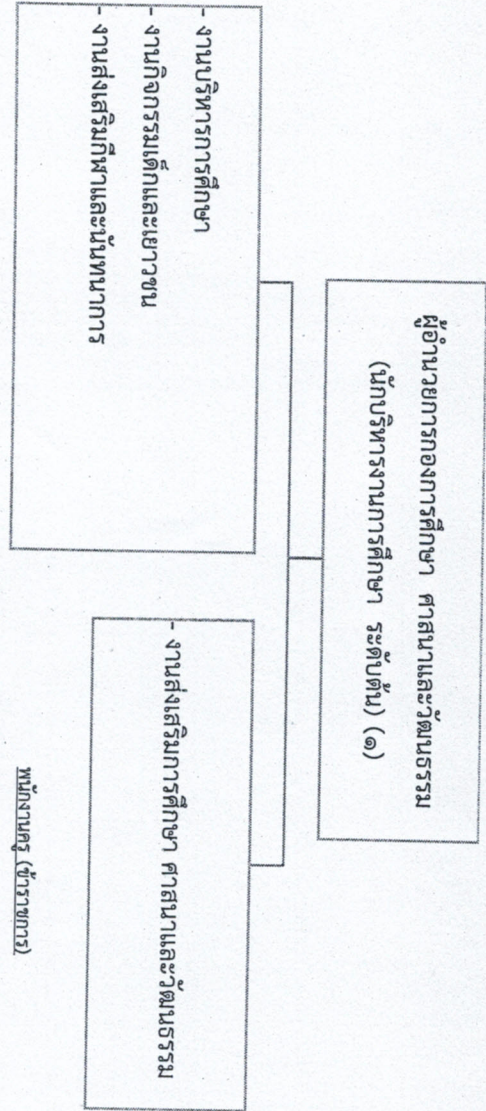 ผู้อำนวยการกองการศึกษา ศาสนาและวัฒนธรรม
(นักบริหารงานการศึกษา ระดับต้น) (๑)
- งานบริหารการศึกษา
- งานกิจกรรมเด็กและเยาวชน
- งานส่งเสริมกีฬาและนันทนาการ
- งานส่งเสริมการศึกษา ศาสนาและวัฒนธรรม
พนักงานครู (ข้าราชการ)